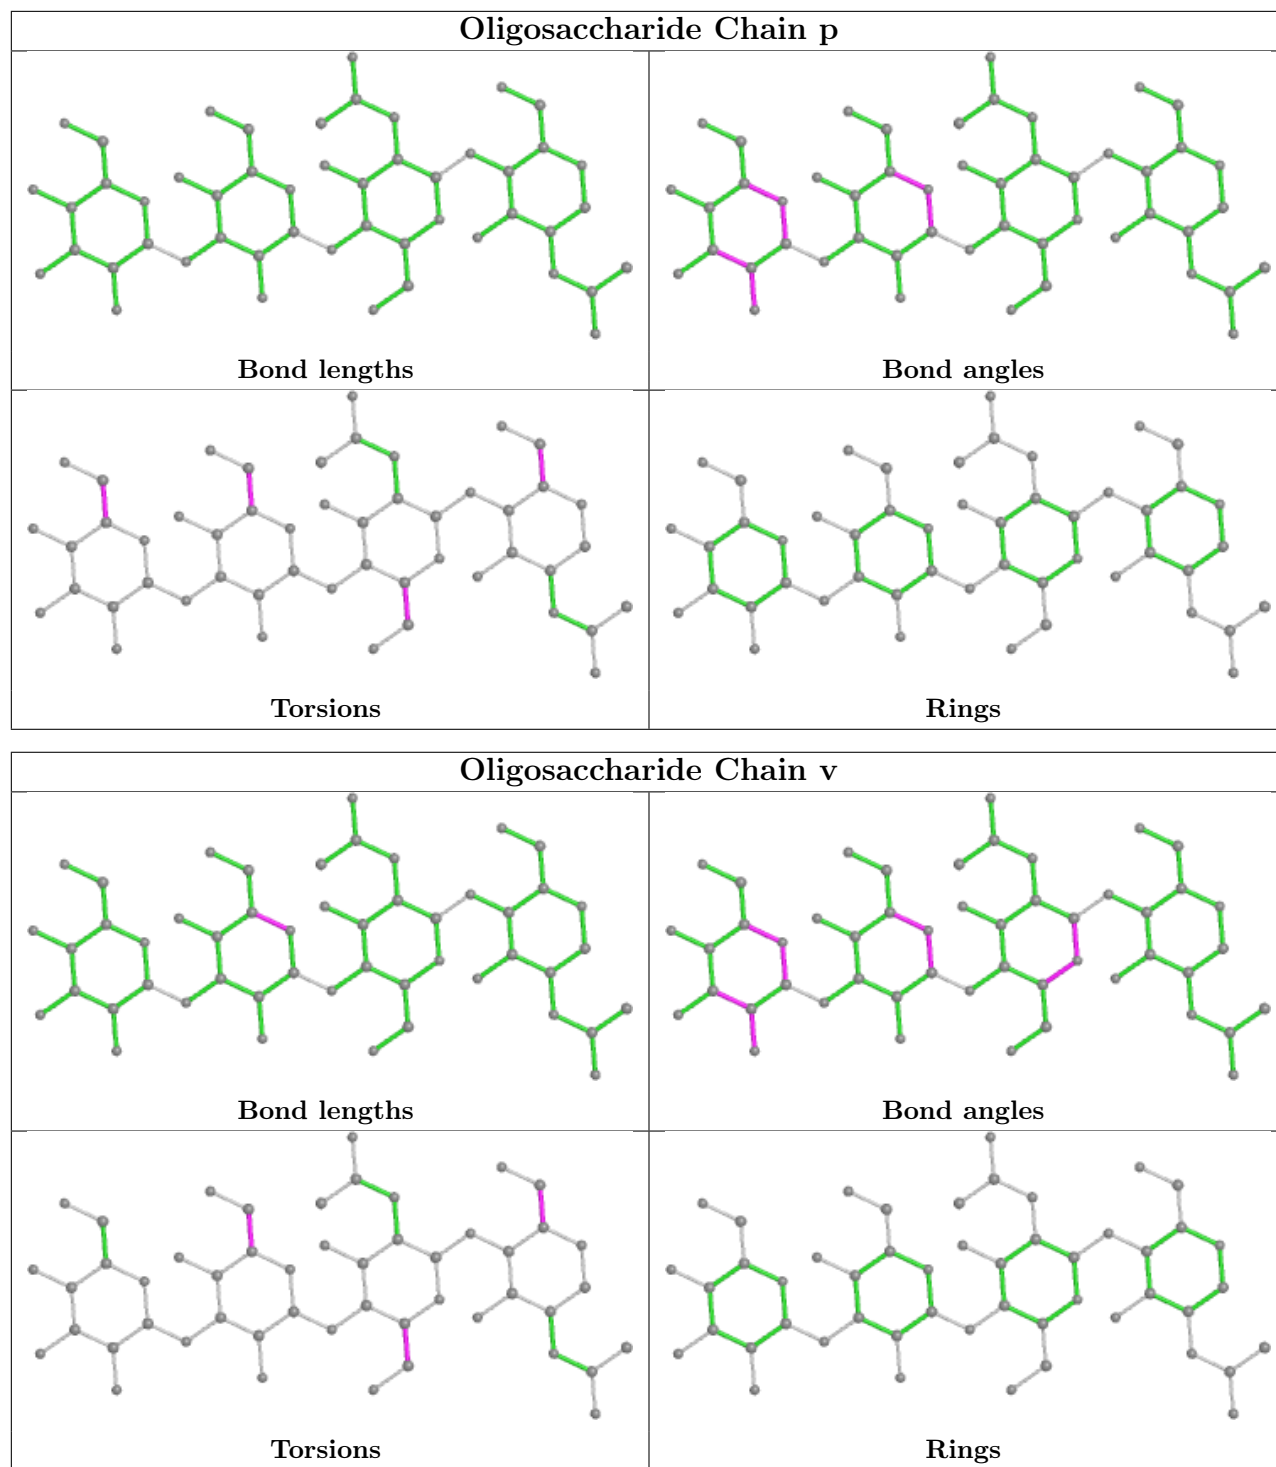 Oligosaccharide Chain p
Bond lengths
Bond angles
Torsions
Rings
Oligosaccharide Chain v
Bond lengths
Bond angles
Torsions
Rings